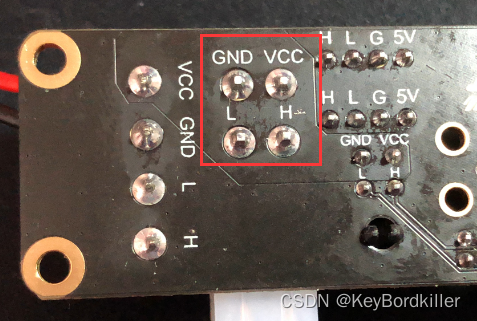 H L G 5V
GND VCC
L H
VCC
GND
L
H
H L G 5V
GND VCC
L H
CSDN @KeyBordkiller